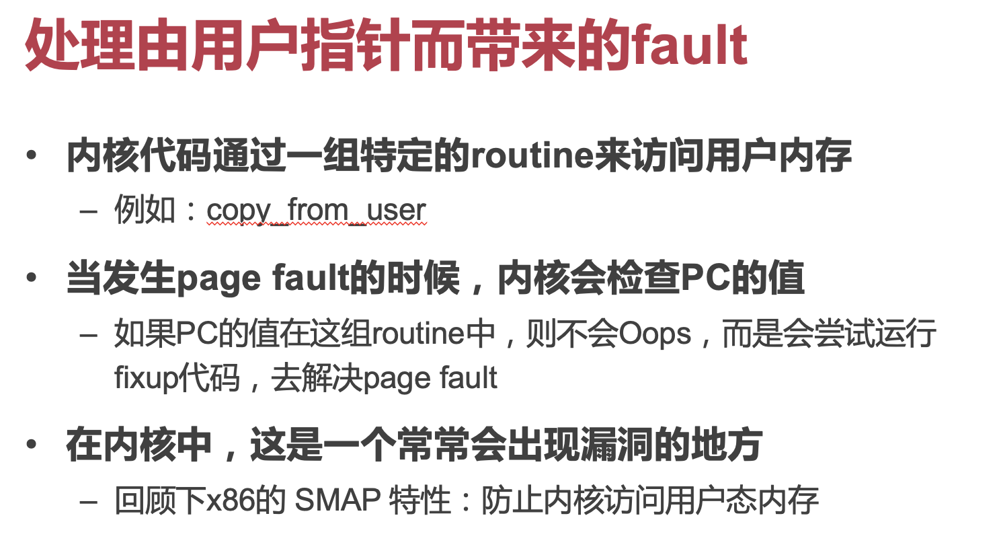 处理由用户指针而带来的fault
• 内核代码通过一组特定的routine来访问用户内存
– 例如：copy_from_user
• 当发生page fault的时候，内核会检查PC的值
– 如果PC的值在这组routine中，则不会Oops，而是会尝试运行
fixup代码，去解决page fault
• 在内核中，这是一个常常会出现漏洞的地方
– 回顾下x86的 SMAP 特性：防止内核访问用户态内存